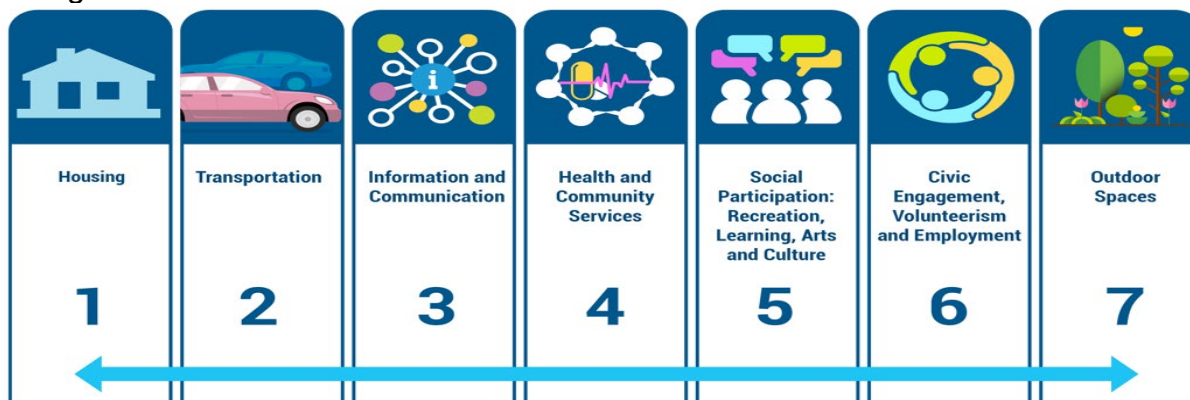 Housing
Transportation
Information and
Communication
Health and
Community
Services
Social
Participation:
Recreation,
Learning, Arts
and Culture
Civic
Engagement,
Volunteerism
and Employment
Outdoor
Spaces
1
2
3
4
5
6
7